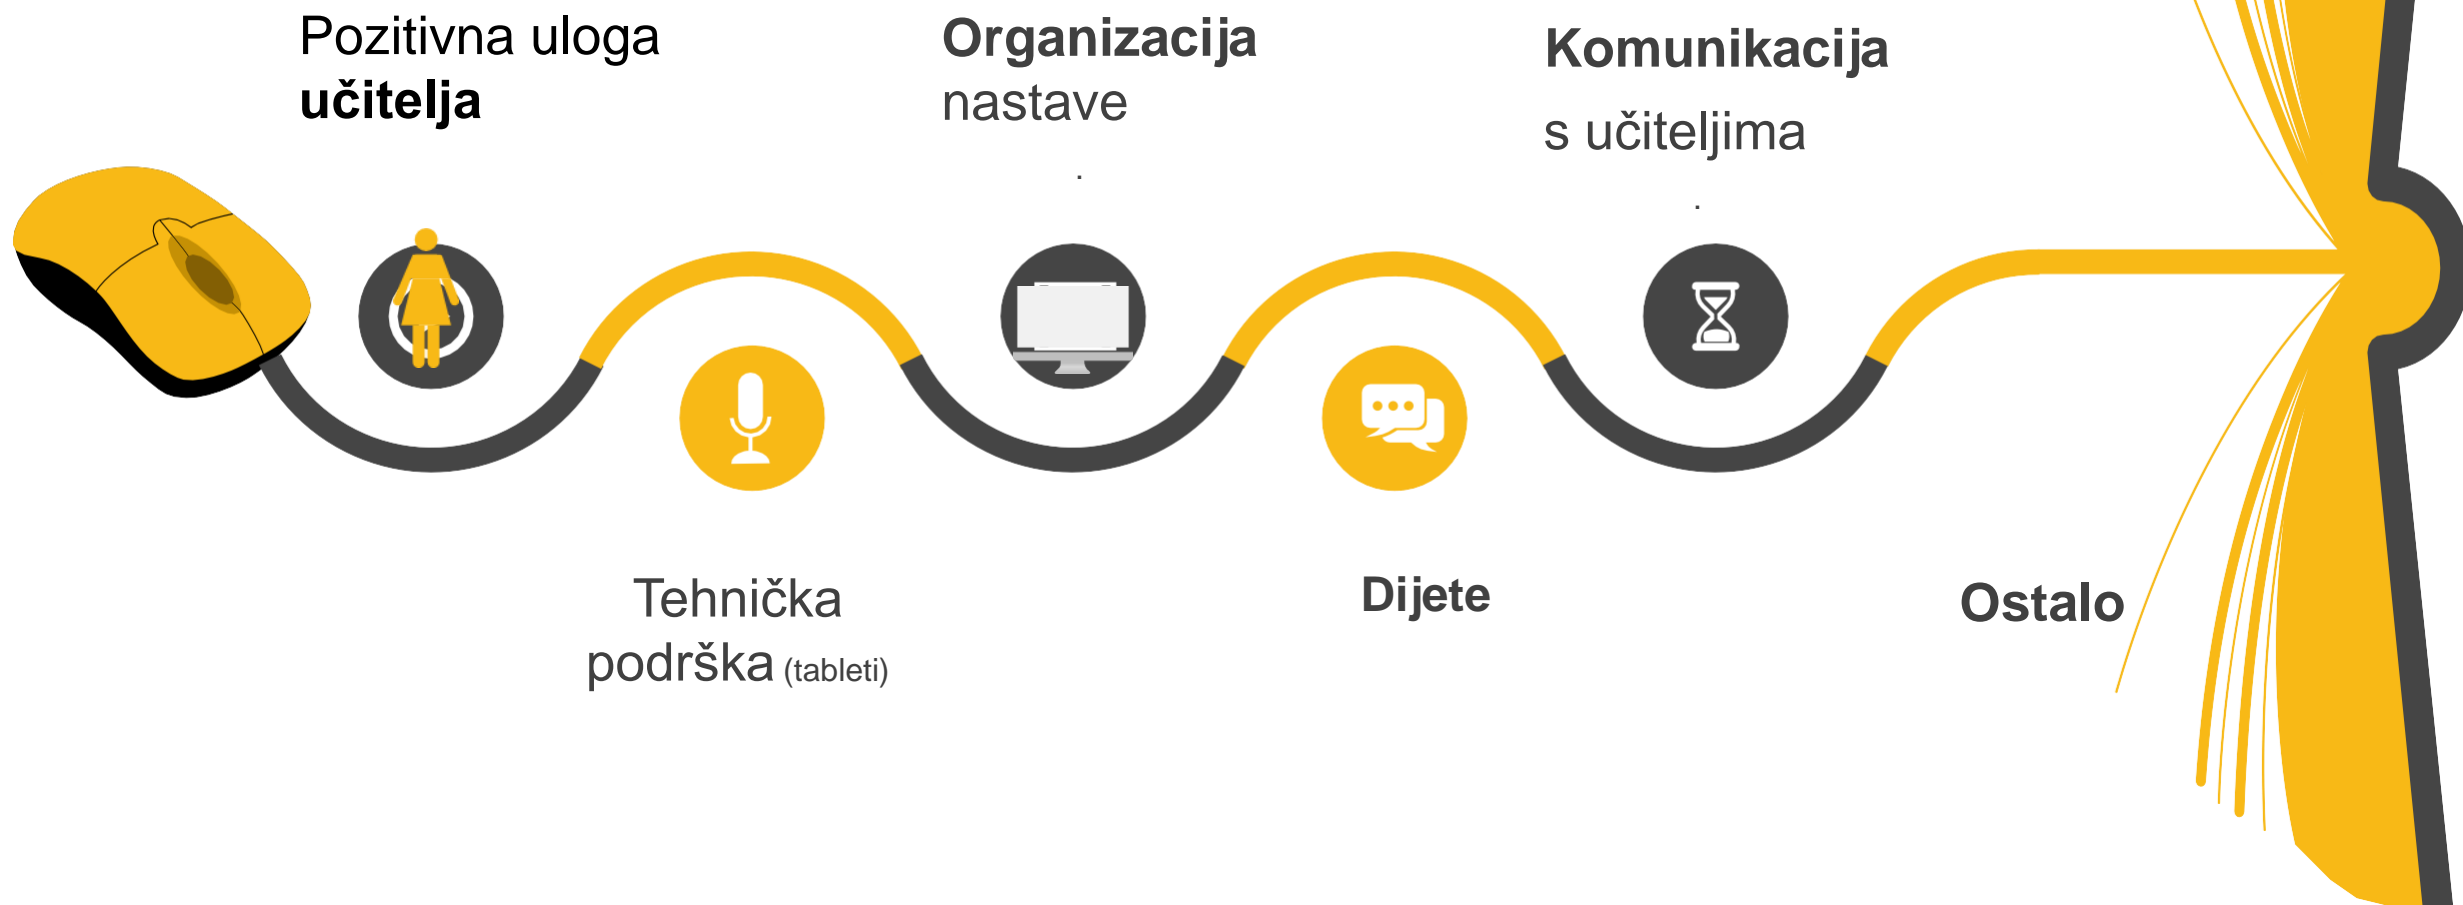 Pozitivna uloga
učitelja
Organizacija
nastave
.
Komunikacija
s učiteljima
.
Tehnička
podrška (tableti)
Dijete
Ostalo